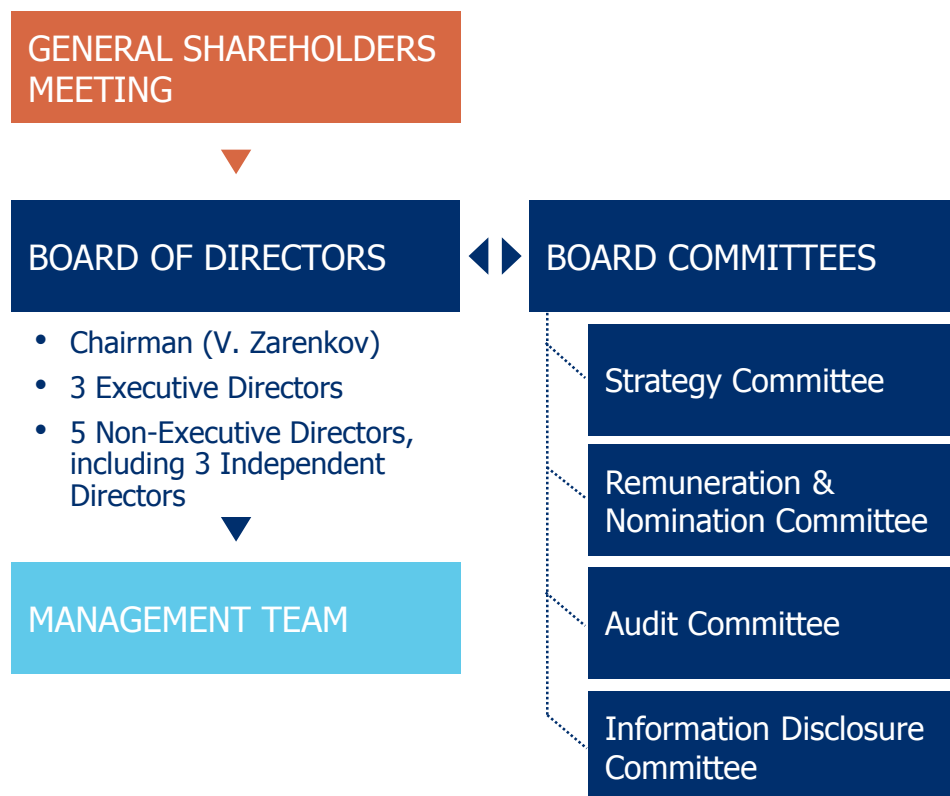 GENERAL SHAREHOLDERS
MEETING
BOARD OF DIRECTORS
• Chairman (V. Zarenkov)
• 3 Executive Directors
• 5 Non-Executive Directors,
including 3 Independent
Directors
MANAGEMENT TEAM
BOARD COMMITTEES
Strategy Committee
Remuneration &
Nomination Committee
Audit Committee
Information Disclosure
Committee